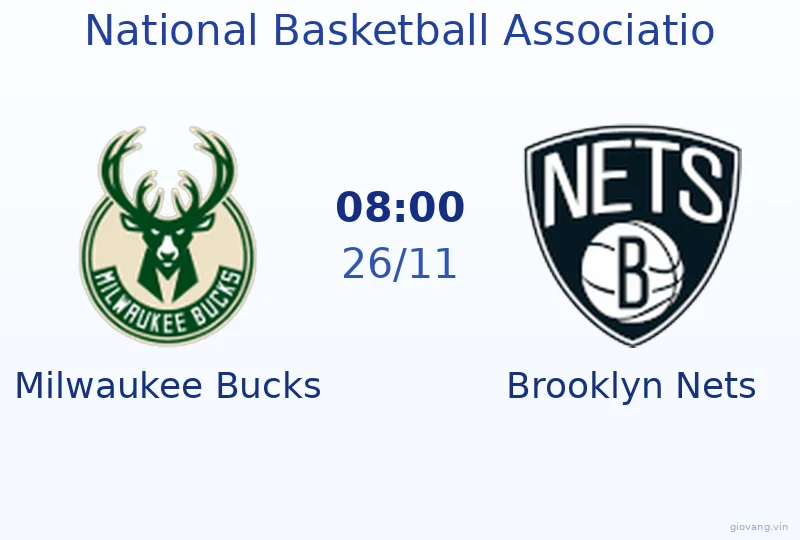 National Basketball Associatio
MILWAUKEE BUCKS
NETS
B
08:00
26/11
Milwaukee Bucks
Brooklyn Nets
giovang.vin